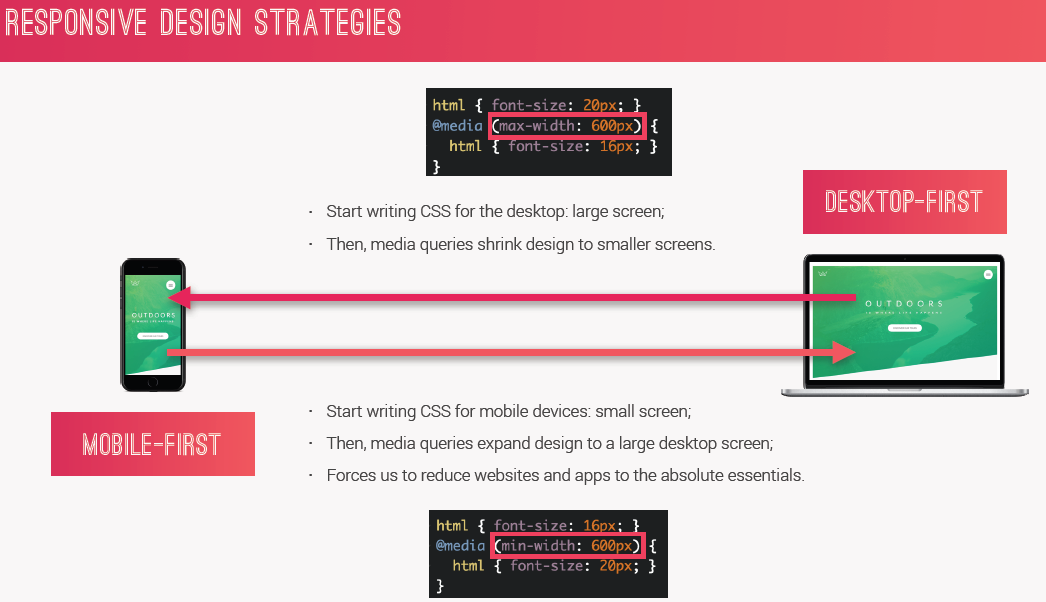 RESPONSIVE DESIGN STRATEGIES
html { font-size: 20px; }
@media (max-width: 600px) {
html { font-size: 16px; }
}
DESKTOP-FIRST
· Start writing CSS for the desktop: large screen;
· Then, media queries shrink design to smaller screens.
OUTDOORS
OUTDOORS
IS WHERE LIFE HAPPENS
· Start writing CSS for mobile devices: small screen;
MOBILE-FIRST
· Then, media queries expand design to a large desktop screen;
· Forces us to reduce websites and apps to the absolute essentials.
html { font-size: 16px; }
@media (min-width: 600px) {
html { font-size: 20px; }
}